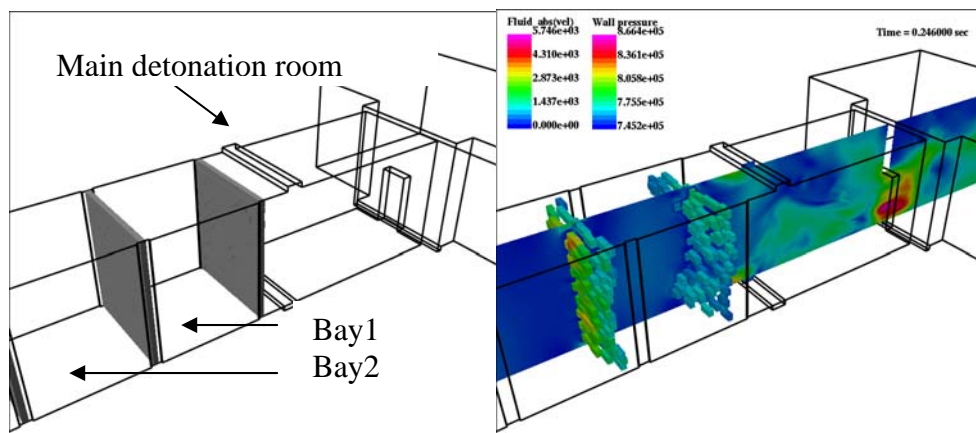 Main detonation room
Bay1
Bay2
Fluid_abs(vel)
5.746e+03
4.310e+03
2.873e+03
1.437e+03
0.000e+00
Wall pressure
8.664e+05
8.361e+05
8.058e+05
7.755e+05
7.452e+05
Time = 0.246000 sec